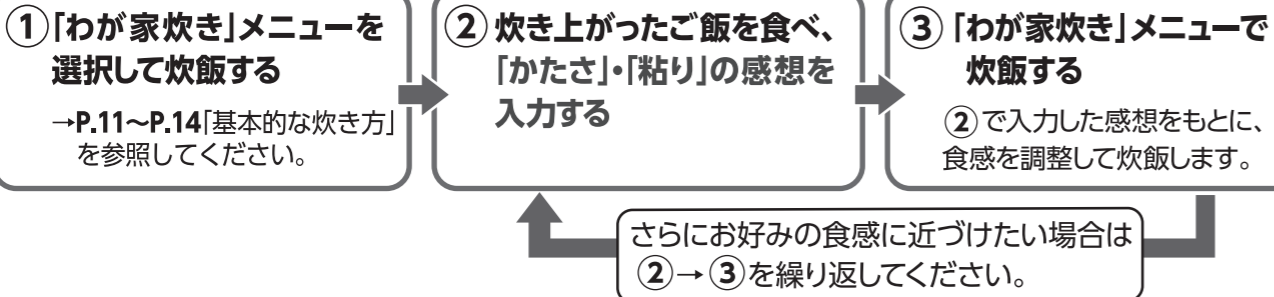 ①「わが家炊き」メニューを
選択して炊飯する
→P.11~P.14「基本的な炊き方」
を参照してください。
②炊き上がったご飯を食べ、
「かたさ」・「粘り」の感想を
入力する
③「わが家炊き」メニューで
炊飯する
②で入力した感想をもとに、
食感を調整して炊飯します。
さらにお好みの食感に近づけたい場合は
②→③を繰り返してください。